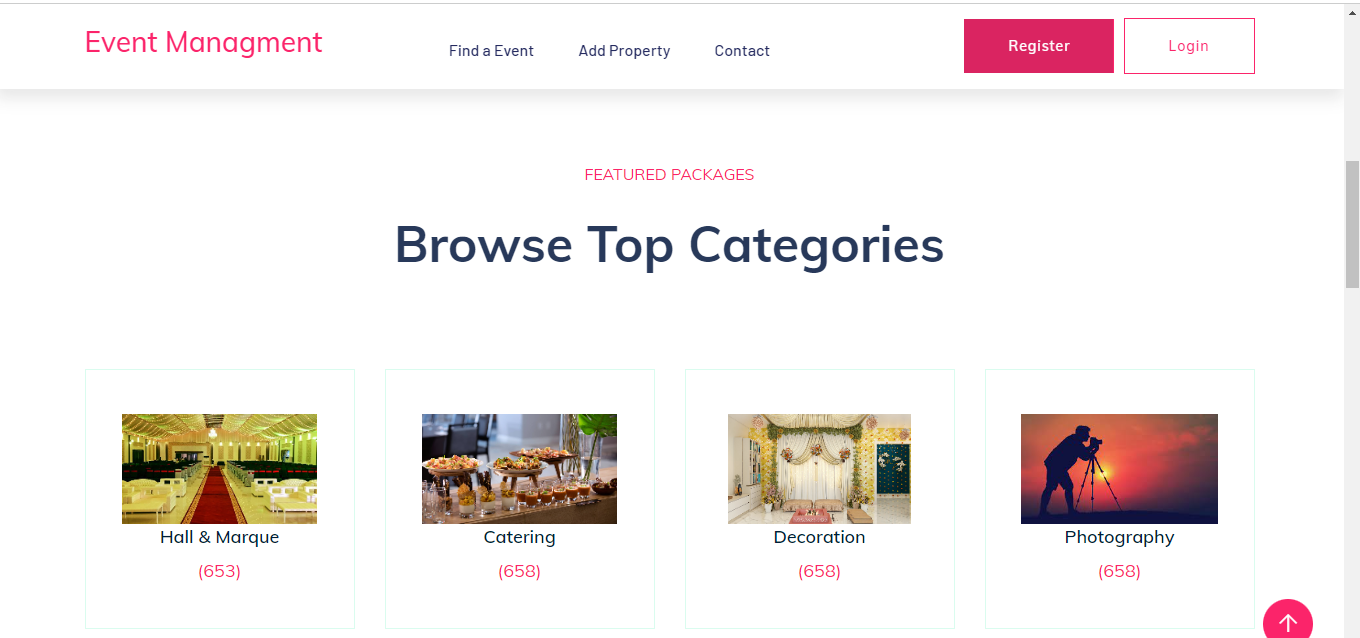 Event Managment
Find a Event
Add Property
Contact
Register
Login
FEATURED PACKAGES
Browse Top Categories
Hall & Marque
(653)
Catering
(658)
Decoration
(658)
Photography
(658)